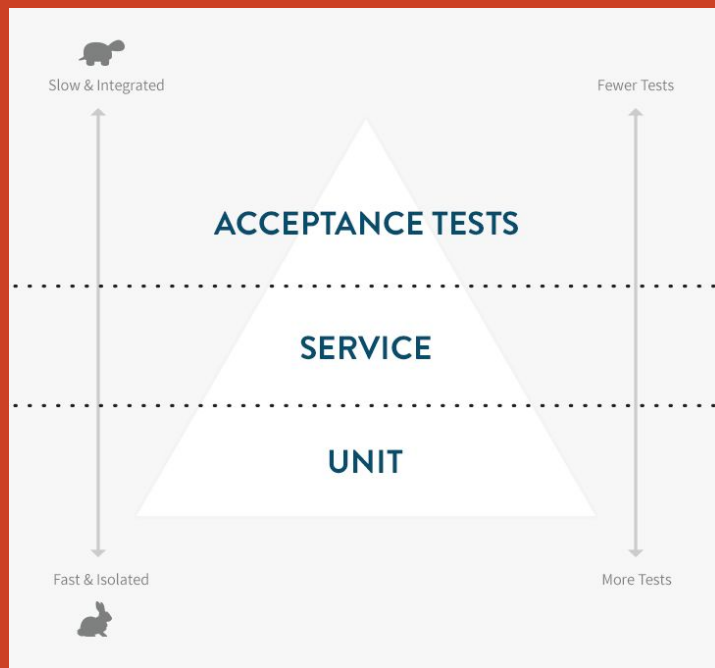 Slow & Integrated
Fewer Tests
ACCEPTANCE TESTS
SERVICE
UNIT
Fast & Isolated
More Tests